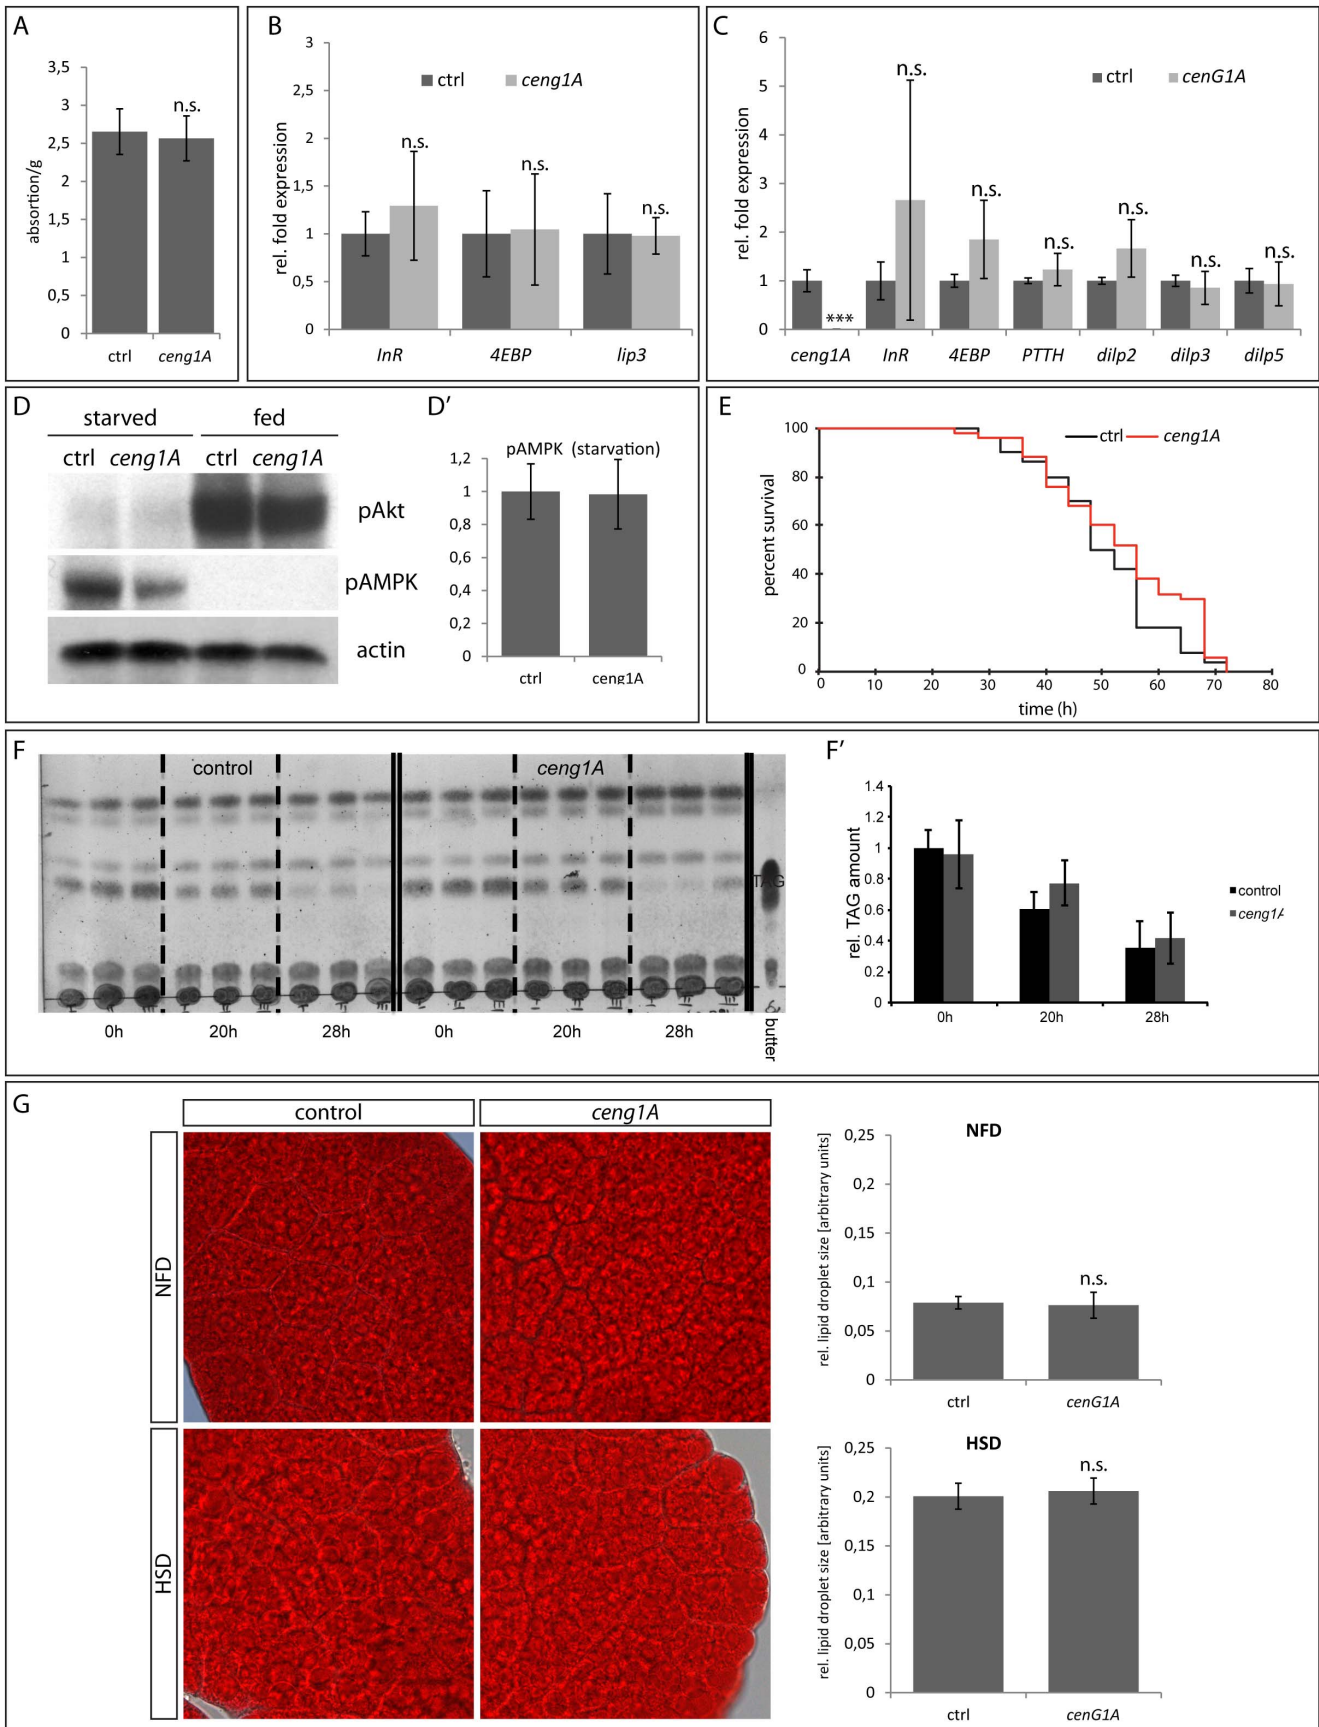 A
3,5
3
2,5
2
1,5
1
0,5
0
absortion/g
n.s.
ctrl
ceng1A
B
3
2,5
2
1,5
1
0,5
0
rel. fold expression
ctrl
ceng1A
n.s.
n.s.
n.s.
InR
4EBP
lip3
C
6
5
4
3
2
1
0
rel. fold expression
ctrl
cenG1A
***
n.s.
n.s.
n.s.
n.s.
n.s.
n.s.
ceng1A
InR
4EBP
PTTH
dilp2
dilp3
dilp5
D
starved
fed
ctrl
ceng1A
ctrl
ceng1A
pAkt
pAMPK
actin
D'
pAMPK (starvation)
1,2
1
0,8
0,6
0,4
0,2
0
ctrl
ceng1A
E
100
80
60
40
20
0
percent survival
ctrl
ceng1A
0
10
20
30
40
50
60
70
80
time (h)
F
control
ceng1A
TAG
0h
20h
28h
0h
20h
28h
butter
F'
1.4
1.2
1
0.8
0.6
0.4
0.2
0
rel. TAG amount
control
ceng1A
0h
20h
28h
G
control
ceng1A
NFD
HSD
NFD
0,25
0,2
0,15
0,1
0,05
0
rel. lipid droplet size [arbitrary units]
n.s.
ctrl
cenG1A
HSD
0,25
0,2
0,15
0,1
0,05
0
rel. lipid droplet size [arbitrary units]
n.s.
ctrl
cenG1A